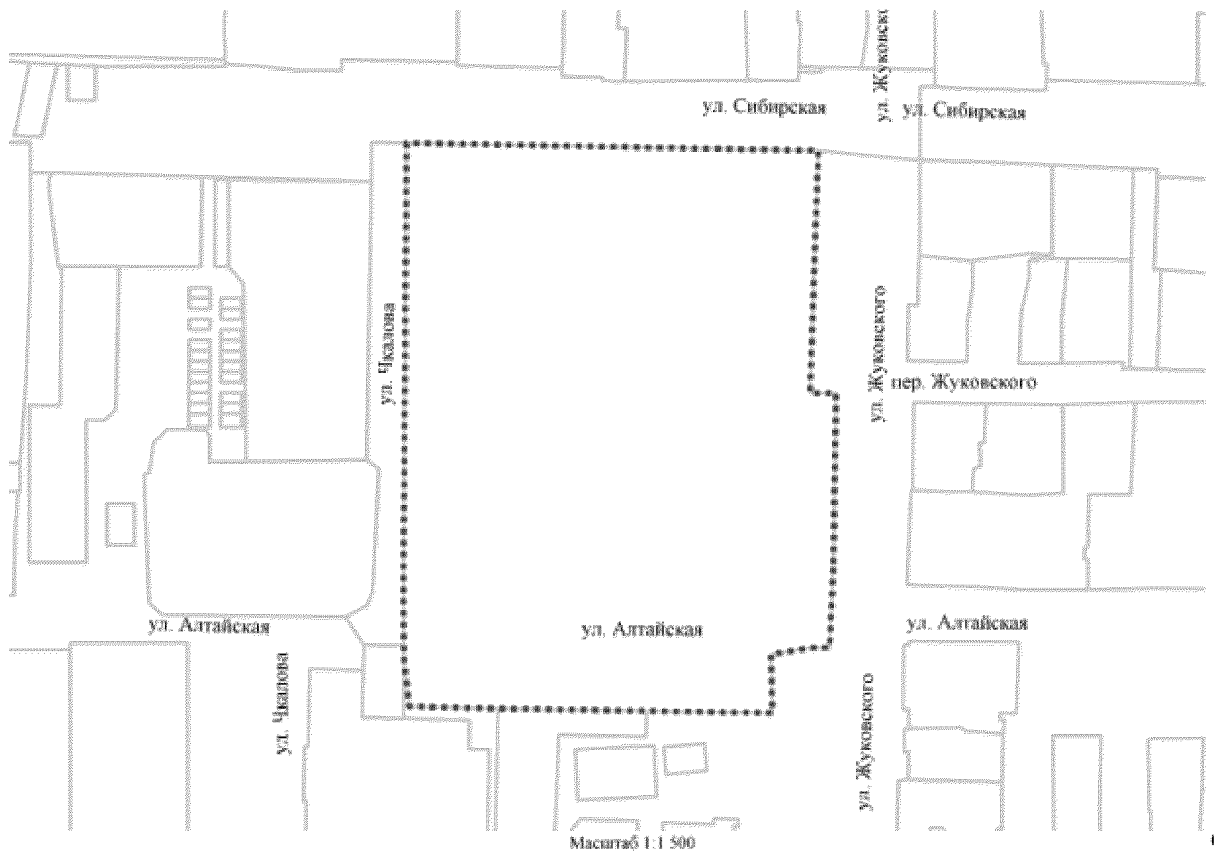 ул. Жуковско
ул. Сибирская
ул. Сибирская
ул. Чкалова
ул. Жуковского
пер. Жуковского
ул. Алтайская
ул. Алтайская
ул. Алтайская
ул. Чкалова
ул. Жуковского
Масштаб 1:1 500